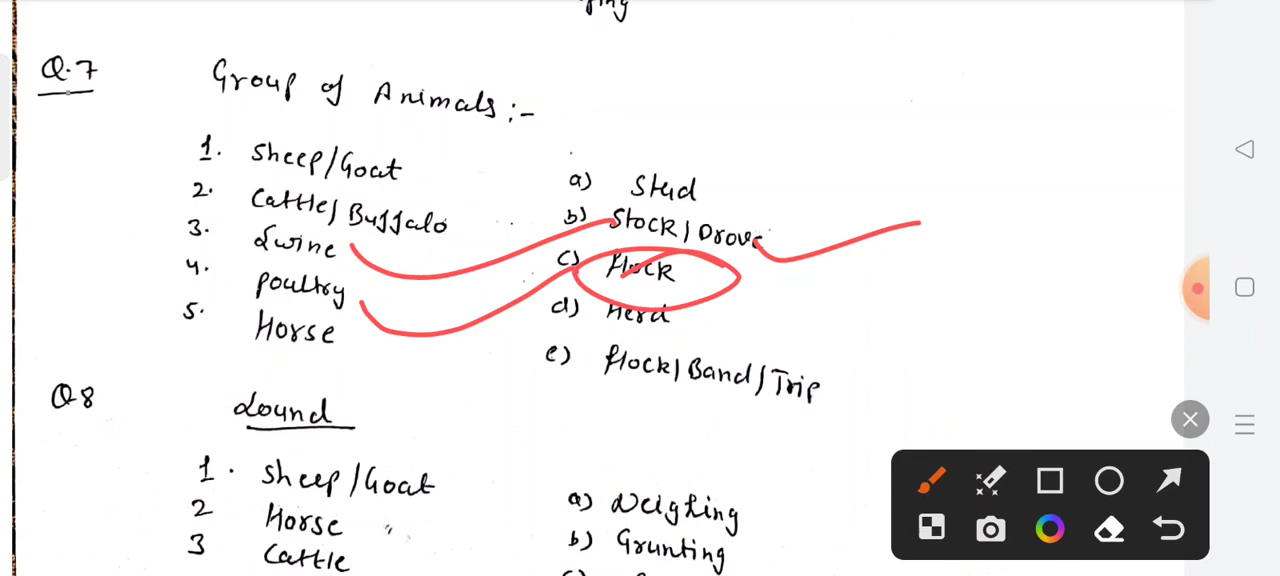 Q.7 Group of Animals :-
1. Sheep/Goat
2. Cattle/Buffalo
3. Swine
4. Poultry
5. Horse
a) Stud
b) Stock/Drove
c) Flock
d) Herd
e) Flock/Band/Trip
Q8 Sound
1. Sheep/Goat
2 Horse
3 Cattle
a) Neighing
b) Grunting